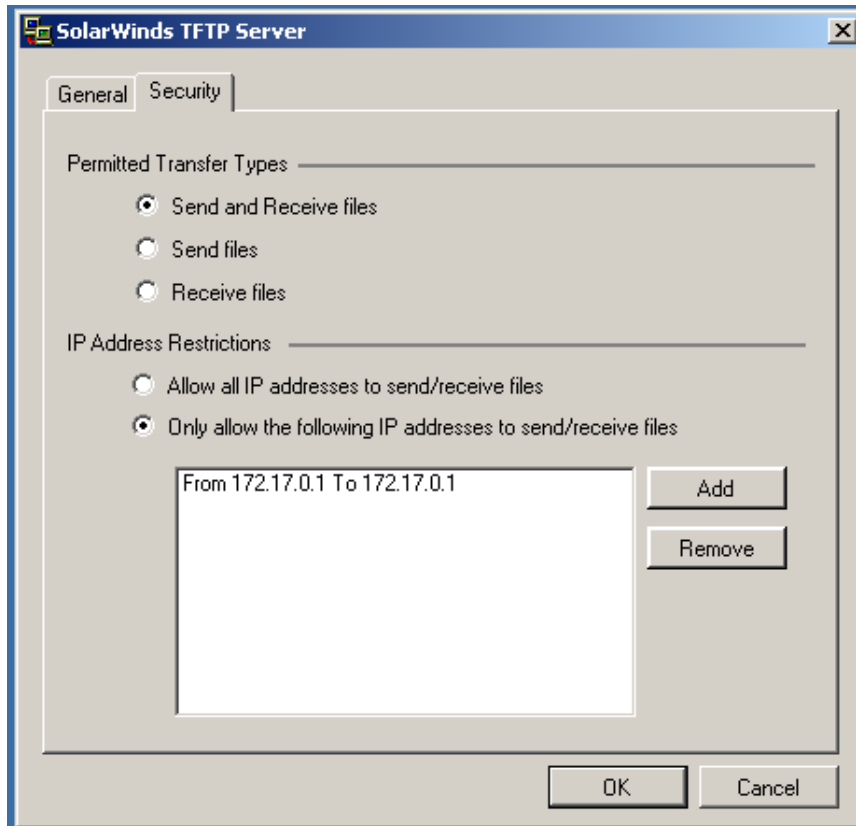 SolarWinds TFTP Server
General Security
Permitted Transfer Types
Send and Receive files
Send files
Receive files
IP Address Restrictions
Allow all IP addresses to send/receive files
Only allow the following IP addresses to send/receive files
From 172.17.0.1 To 172.17.0.1
Add
Remove
OK Cancel